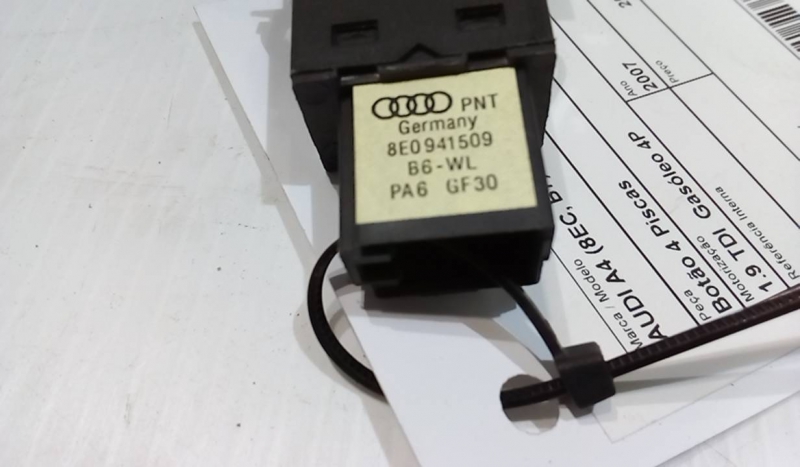 PNT
Germany
8E0941509
B6-WL
PA6 GF30
Marca / Modelo
AUDI A4 (8EC, B7)
Peça
Botão 4 Piscas
Motorização
1.9 TDI Gasóleo 4P
Referência Interna
Ano
2007
Preço